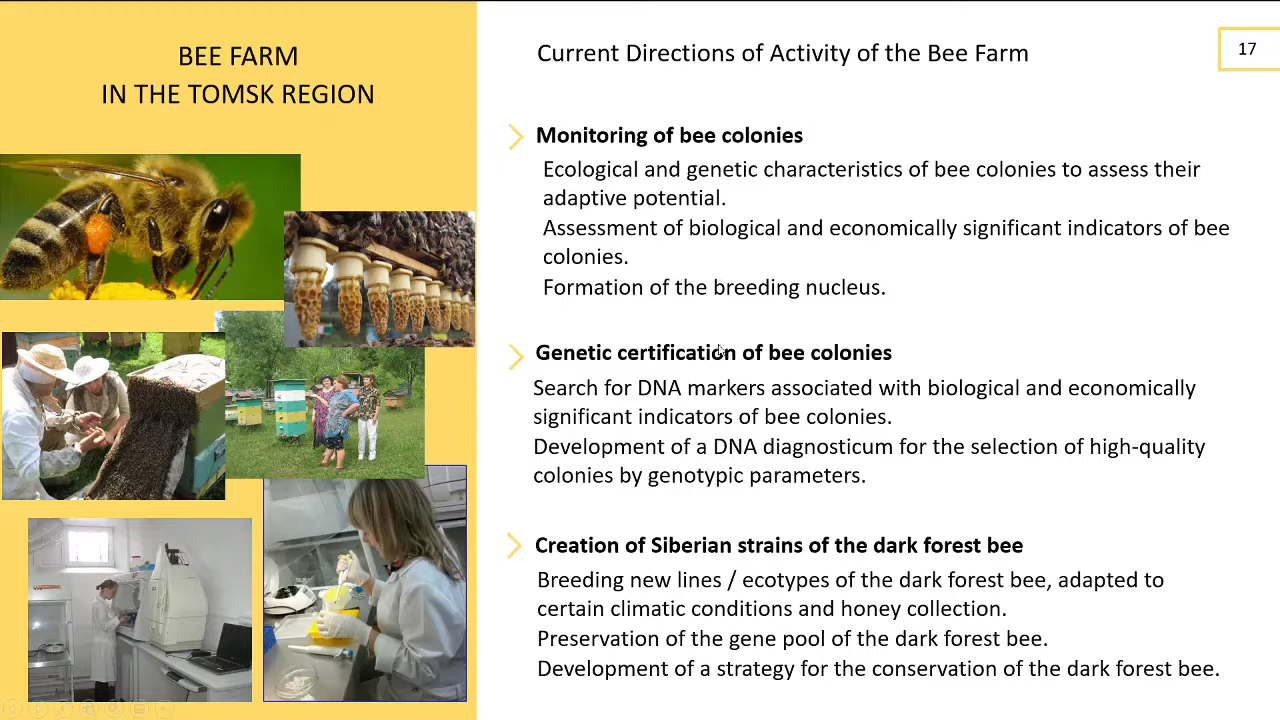 BEE FARM
IN THE TOMSK REGION
Current Directions of Activity of the Bee Farm
17
Monitoring of bee colonies
Ecological and genetic characteristics of bee colonies to assess their
adaptive potential.
Assessment of biological and economically significant indicators of bee
colonies.
Formation of the breeding nucleus.
Genetic certification of bee colonies
Search for DNA markers associated with biological and economically
significant indicators of bee colonies.
Development of a DNA diagnosticum for the selection of high-quality
colonies by genotypic parameters.
Creation of Siberian strains of the dark forest bee
Breeding new lines / ecotypes of the dark forest bee, adapted to
certain climatic conditions and honey collection.
Preservation of the gene pool of the dark forest bee.
Development of a strategy for the conservation of the dark forest bee.